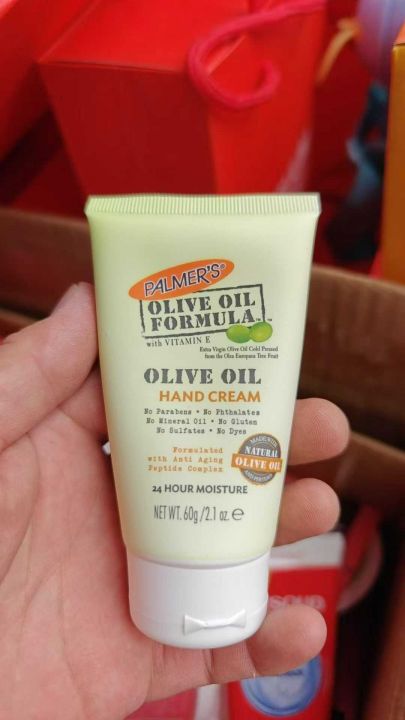 PALMER'S®
OLIVE OIL
FORMULA™
with VITAMIN E
Extra Virgin Olive Oil Cold Pressed
from the Olea Europaea Tree Fruit
OLIVE OIL
HAND CREAM
No Parabens • No Phthalates
No Mineral Oil • No Gluten
No Sulfates • No Dyes
Formulated
with Anti Aging
Peptide Complex
MADE WITH
NATURAL
OLIVE OIL
24 HOUR MOISTURE
NET WT. 60g/2.1 oz. e